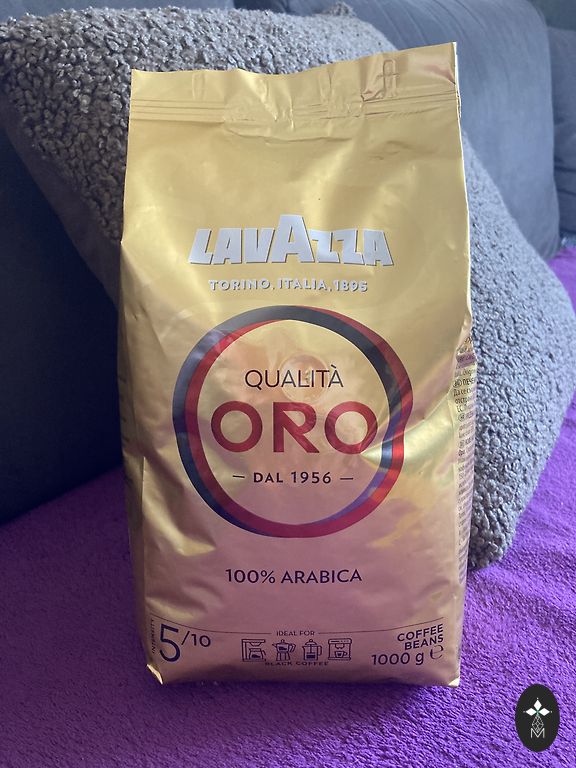 LAVAZZA
TORINO, ITALIA, 1895
QUALITÀ
ORO
— DAL 1956 —
100% ARABICA
INTENSITY
5/10
IDEAL FOR
BLACK COFFEE
COFFEE
BEANS
1000 g ℮
M